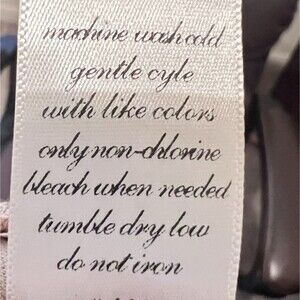 machine wash cold
gentle cyle
with like colors
only non-chlorine
bleach when needed
tumble dry low
do not iron